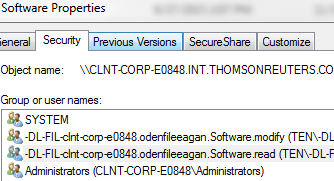 Software Properties
General Security Previous Versions SecureShare Customize
Object name: \\CLNT-CORP-E0848.INT.THOMSONREUTERS.CO
Group or user names:
SYSTEM
-DL-FIL-clnt-corp-e0848.odenfileeagan.Software.modify (TEN\-DL
-DL-FIL-clnt-corp-e0848.odenfileeagan.Software.read (TEN\-DL-F
Administrators (CLNT-CORP-E0848\Administrators)